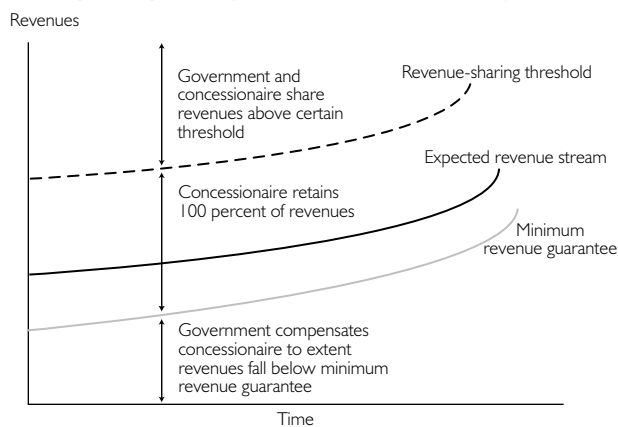 Revenues
Government and
concessionaire share
revenues above certain
threshold
Revenue-sharing threshold
Expected revenue stream
Concessionaire retains
100 percent of revenues
Minimum
revenue guarantee
Government compensates
concessionaire to extent
revenues fall below minimum
revenue guarantee
Time